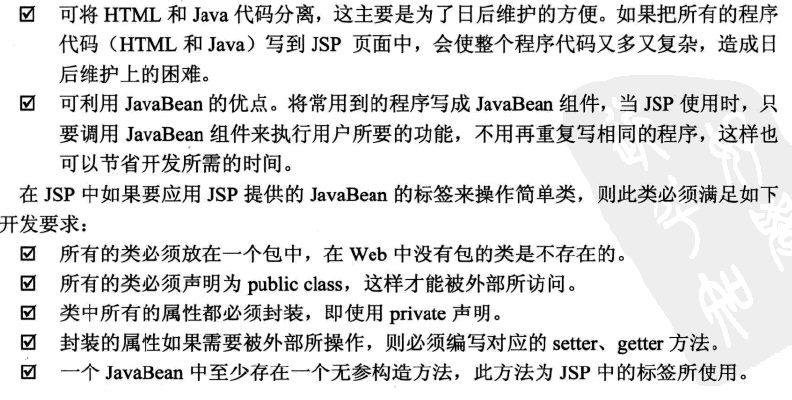 ☑ 可将 HTML 和 Java 代码分离，这主要是为了日后维护的方便。如果把所有的程序
代码（HTML 和 Java）写到 JSP 页面中，会使整个程序代码又多又复杂，造成日
后维护上的困难。
☑ 可利用 JavaBean 的优点。将常用到的程序写成 JavaBean 组件，当 JSP 使用时，只
要调用 JavaBean 组件来执行用户所要的功能，不用再重复写相同的程序，这样也
可以节省开发所需的时间。
在 JSP 中如果要应用 JSP 提供的 JavaBean 的标签来操作简单类，则此类必须满足如下
开发要求：
☑ 所有的类必须放在一个包中，在 Web 中没有包的类是不存在的。
☑ 所有的类必须声明为 public class，这样才能被外部所访问。
☑ 类中所有的属性都必须封装，即使用 private 声明。
☑ 封装的属性如果需要被外部所操作，则必须编写对应的 setter、getter 方法。
☑ 一个 JavaBean 中至少存在一个无参构造方法，此方法为 JSP 中的标签所使用。